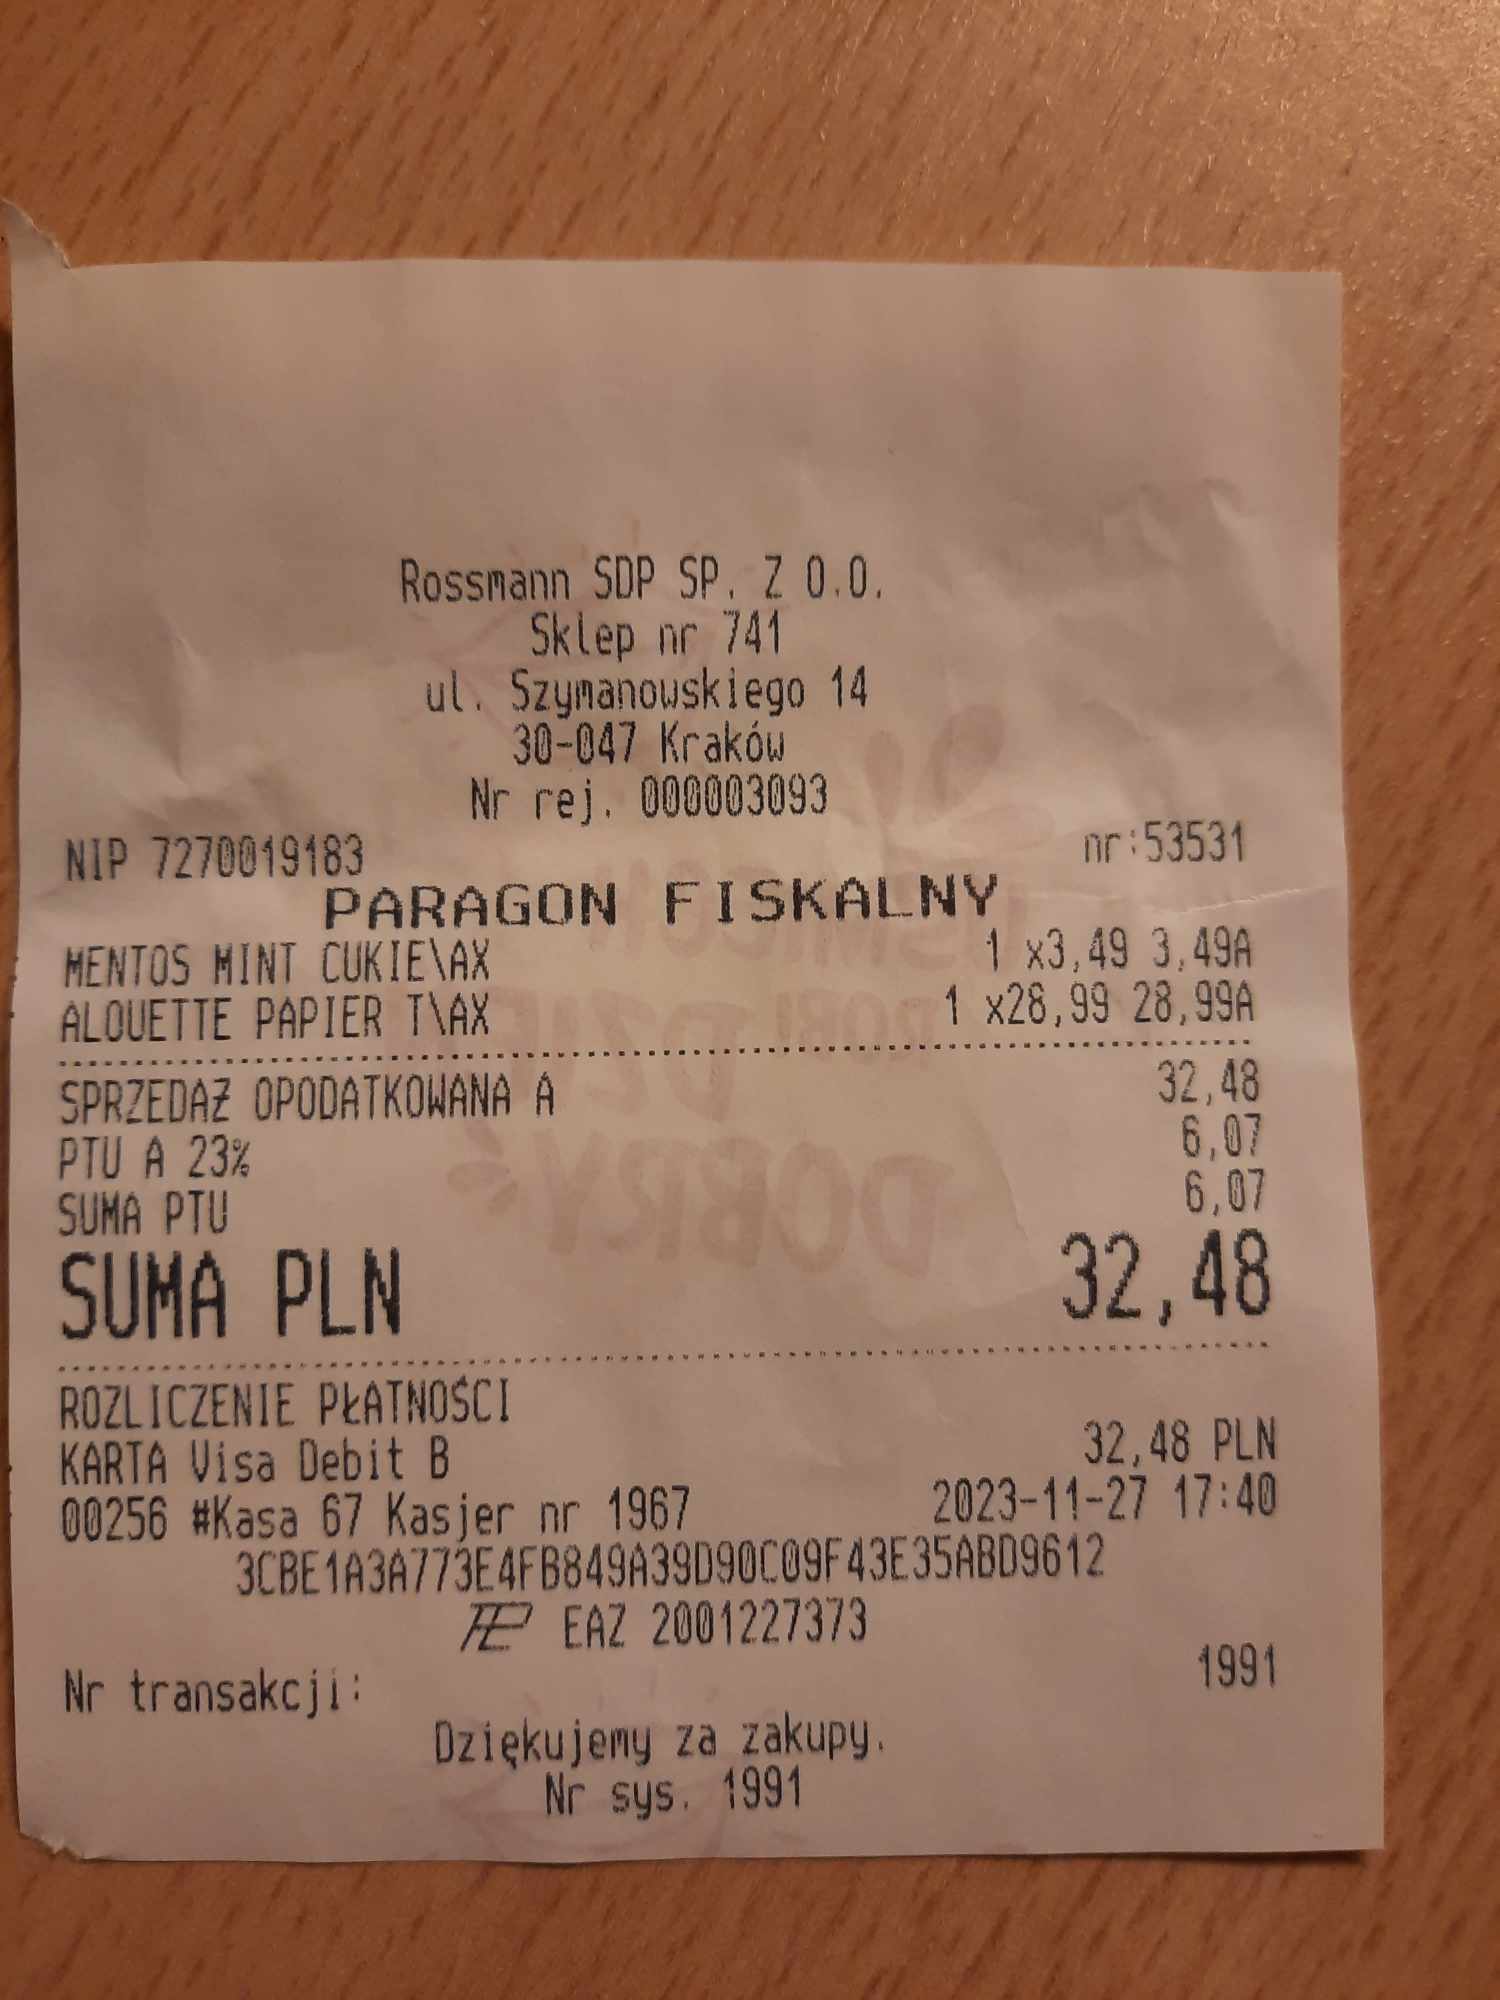 Rossmann SDP SP. Z O.O.
Sklep nr 741
ul. Szymanowskiego 14
30-047 Kraków
Nr rej. 000003093
NIP 7270019183 nr:53531
PARAGON FISKALNY
MENTOS MINT CUKIE\AX 1 x3,49 3,49A
ALOUETTE PAPIER T\AX 1 x28,99 28,99A
SPRZEDAŻ OPODATKOWANA A 32,48
PTU A 23% 6,07
SUMA PTU 6,07
SUMA PLN 32,48
ROZLICZENIE PŁATNOŚCI
KARTA Visa Debit B 32,48 PLN
00256 #Kasa 67 Kasjer nr 1967 2023-11-27 17:40
3CBE1A3A773E4FB849A39D90C09F43E35ABD9612
EAZ 2001227373
Nr transakcji: 1991
Dziękujemy za zakupy.
Nr sys. 1991